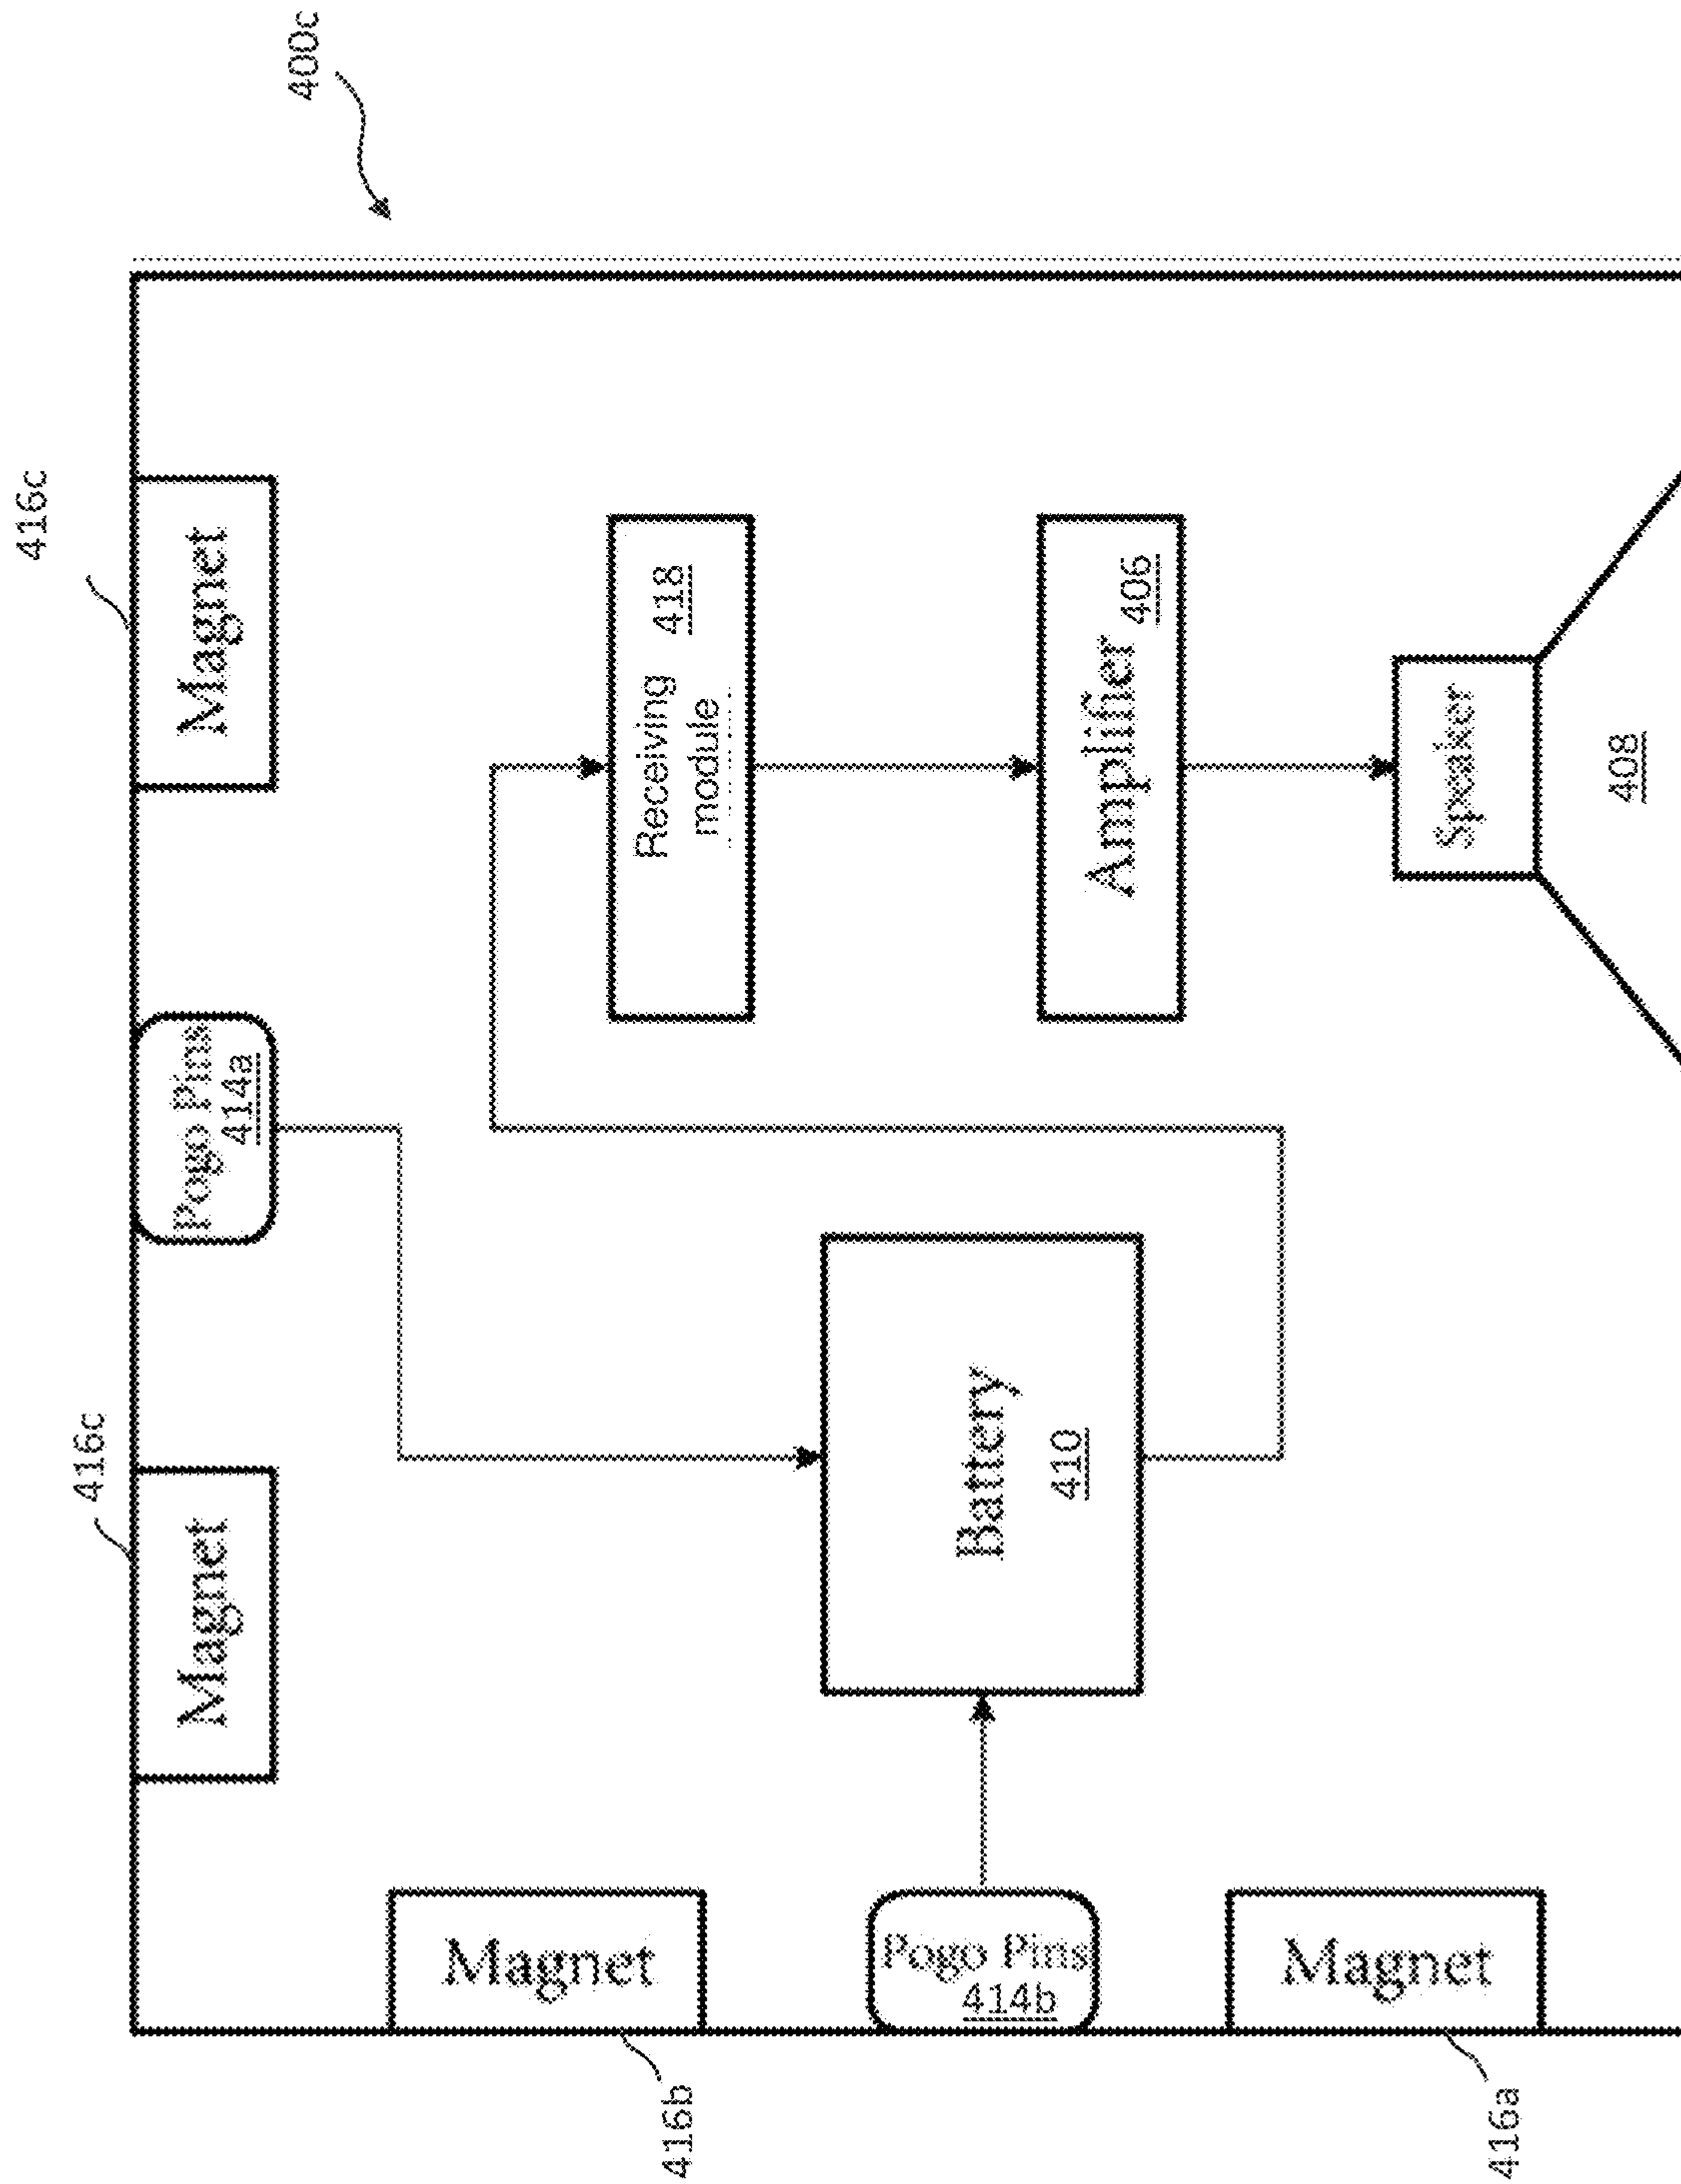 400c
416c
Magnet
416c
Magnet
Pogo Pins
414a
Receiving
module
418
Amplifier
406
Speaker
408
Battery
410
Magnet
416b
Pogo Pins
414b
Magnet
416a